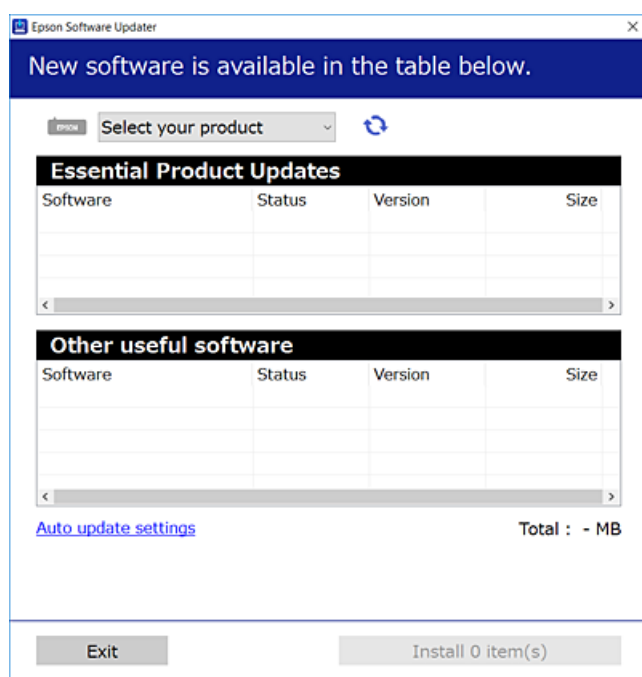 Epson Software Updater
New software is available in the table below.
EPSON Select your product
Essential Product Updates
Software Status Version Size
Other useful software
Software Status Version Size
Auto update settings Total : - MB
Exit Install 0 item(s)